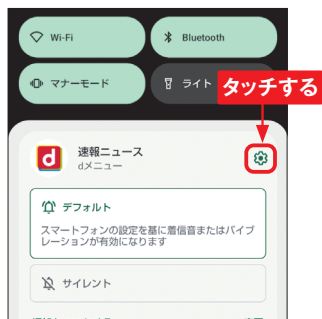 Wi-Fi
Bluetooth
マナーモード
ライト
タッチする
d
速報ニュース
dメニュー
デフォルト
スマートフォンの設定を基に着信音またはバイブ
レーションが有効になります
サイレント